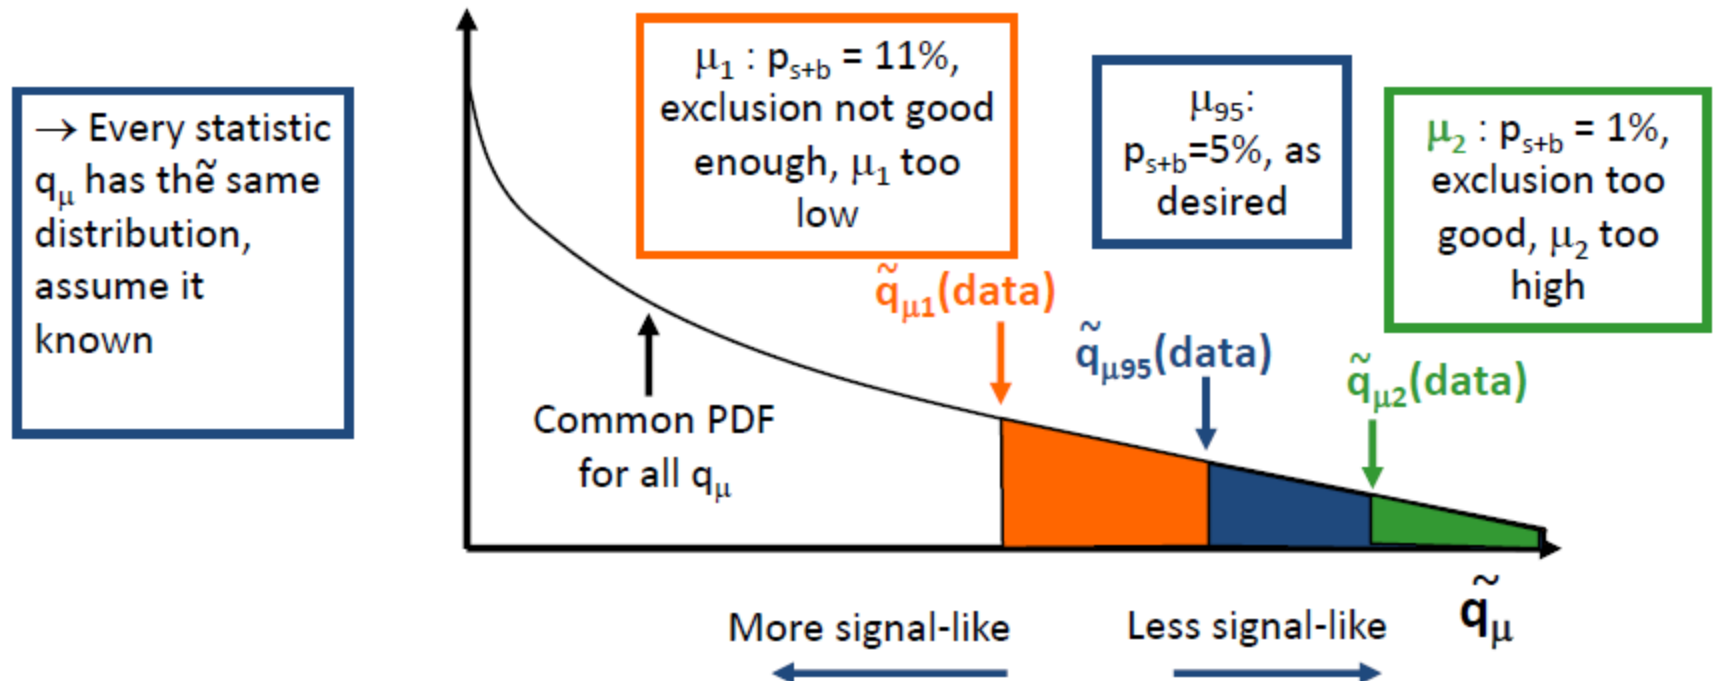 → Every statistic
q̃μ has the same
distribution,
assume it
known
μ1 : ps+b = 11%,
exclusion not good
enough, μ1 too
low
μ95:
ps+b=5%, as
desired
μ2 : ps+b = 1%,
exclusion too
good, μ2 too
high
q̃μ1(data)
q̃μ95(data)
q̃μ2(data)
Common PDF
for all qμ
q̃μ
More signal-like
Less signal-like